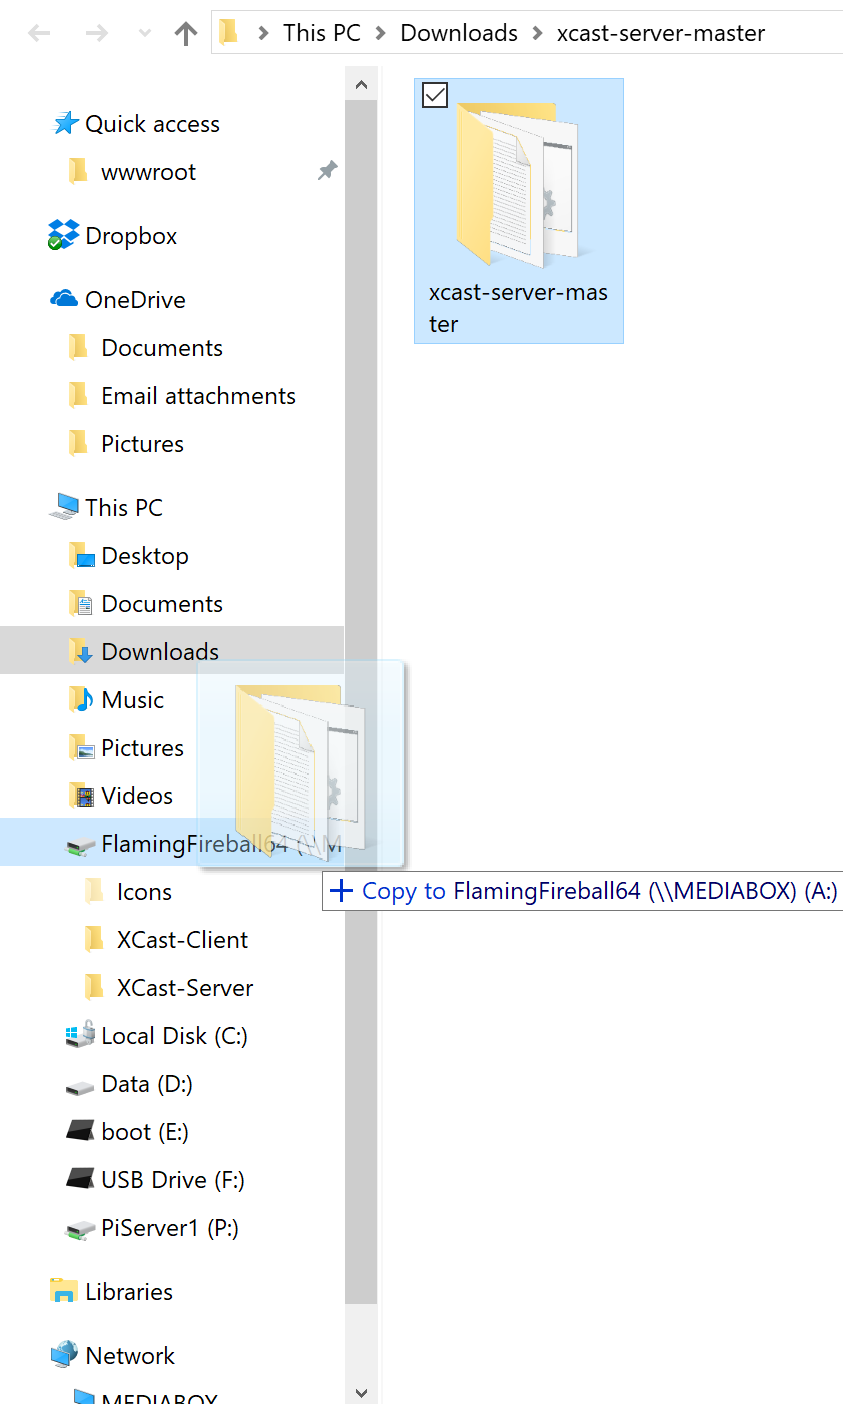 This PC > Downloads > xcast-server-master
Quick access
wwwroot
Dropbox
OneDrive
Documents
Email attachments
Pictures
This PC
Desktop
Documents
Downloads
Music
Pictures
Videos
FlamingFireball64 (\\M
Icons
XCast-Client
XCast-Server
Local Disk (C:)
Data (D:)
boot (E:)
USB Drive (F:)
PiServer1 (P:)
Libraries
Network
MEDIABOX
xcast-server-mas
ter
Copy to FlamingFireball64 (\\MEDIABOX) (A:)